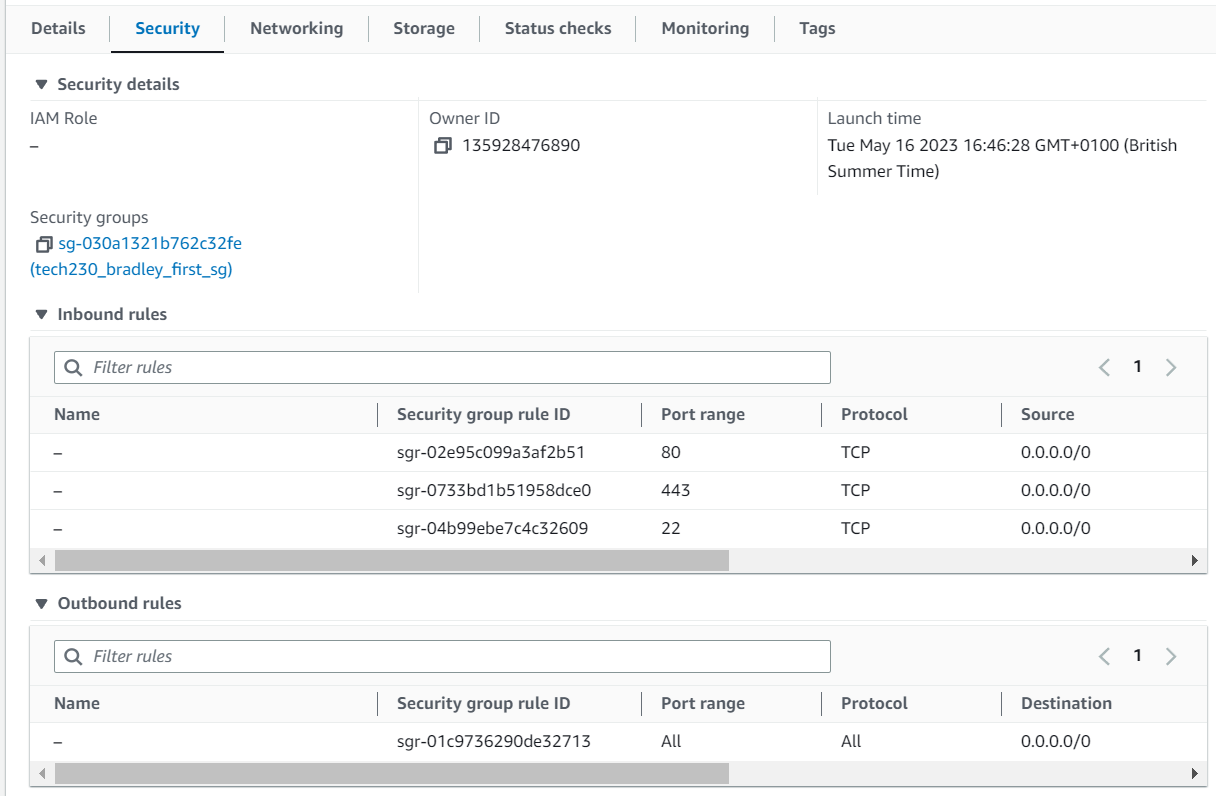 Details Security Networking Storage Status checks Monitoring Tags
Security details
IAM Role
–
Owner ID
135928476890
Launch time
Tue May 16 2023 16:46:28 GMT+0100 (British
Summer Time)
Security groups
sg-030a1321b762c32fe
(tech230_bradley_first_sg)
Inbound rules
Filter rules 1
Name Security group rule ID Port range Protocol Source
– sgr-02e95c099a3af2b51 80 TCP 0.0.0.0/0
– sgr-0733bd1b51958dce0 443 TCP 0.0.0.0/0
– sgr-04b99ebe7c4c32609 22 TCP 0.0.0.0/0
Outbound rules
Filter rules 1
Name Security group rule ID Port range Protocol Destination
– sgr-01c9736290de32713 All All 0.0.0.0/0